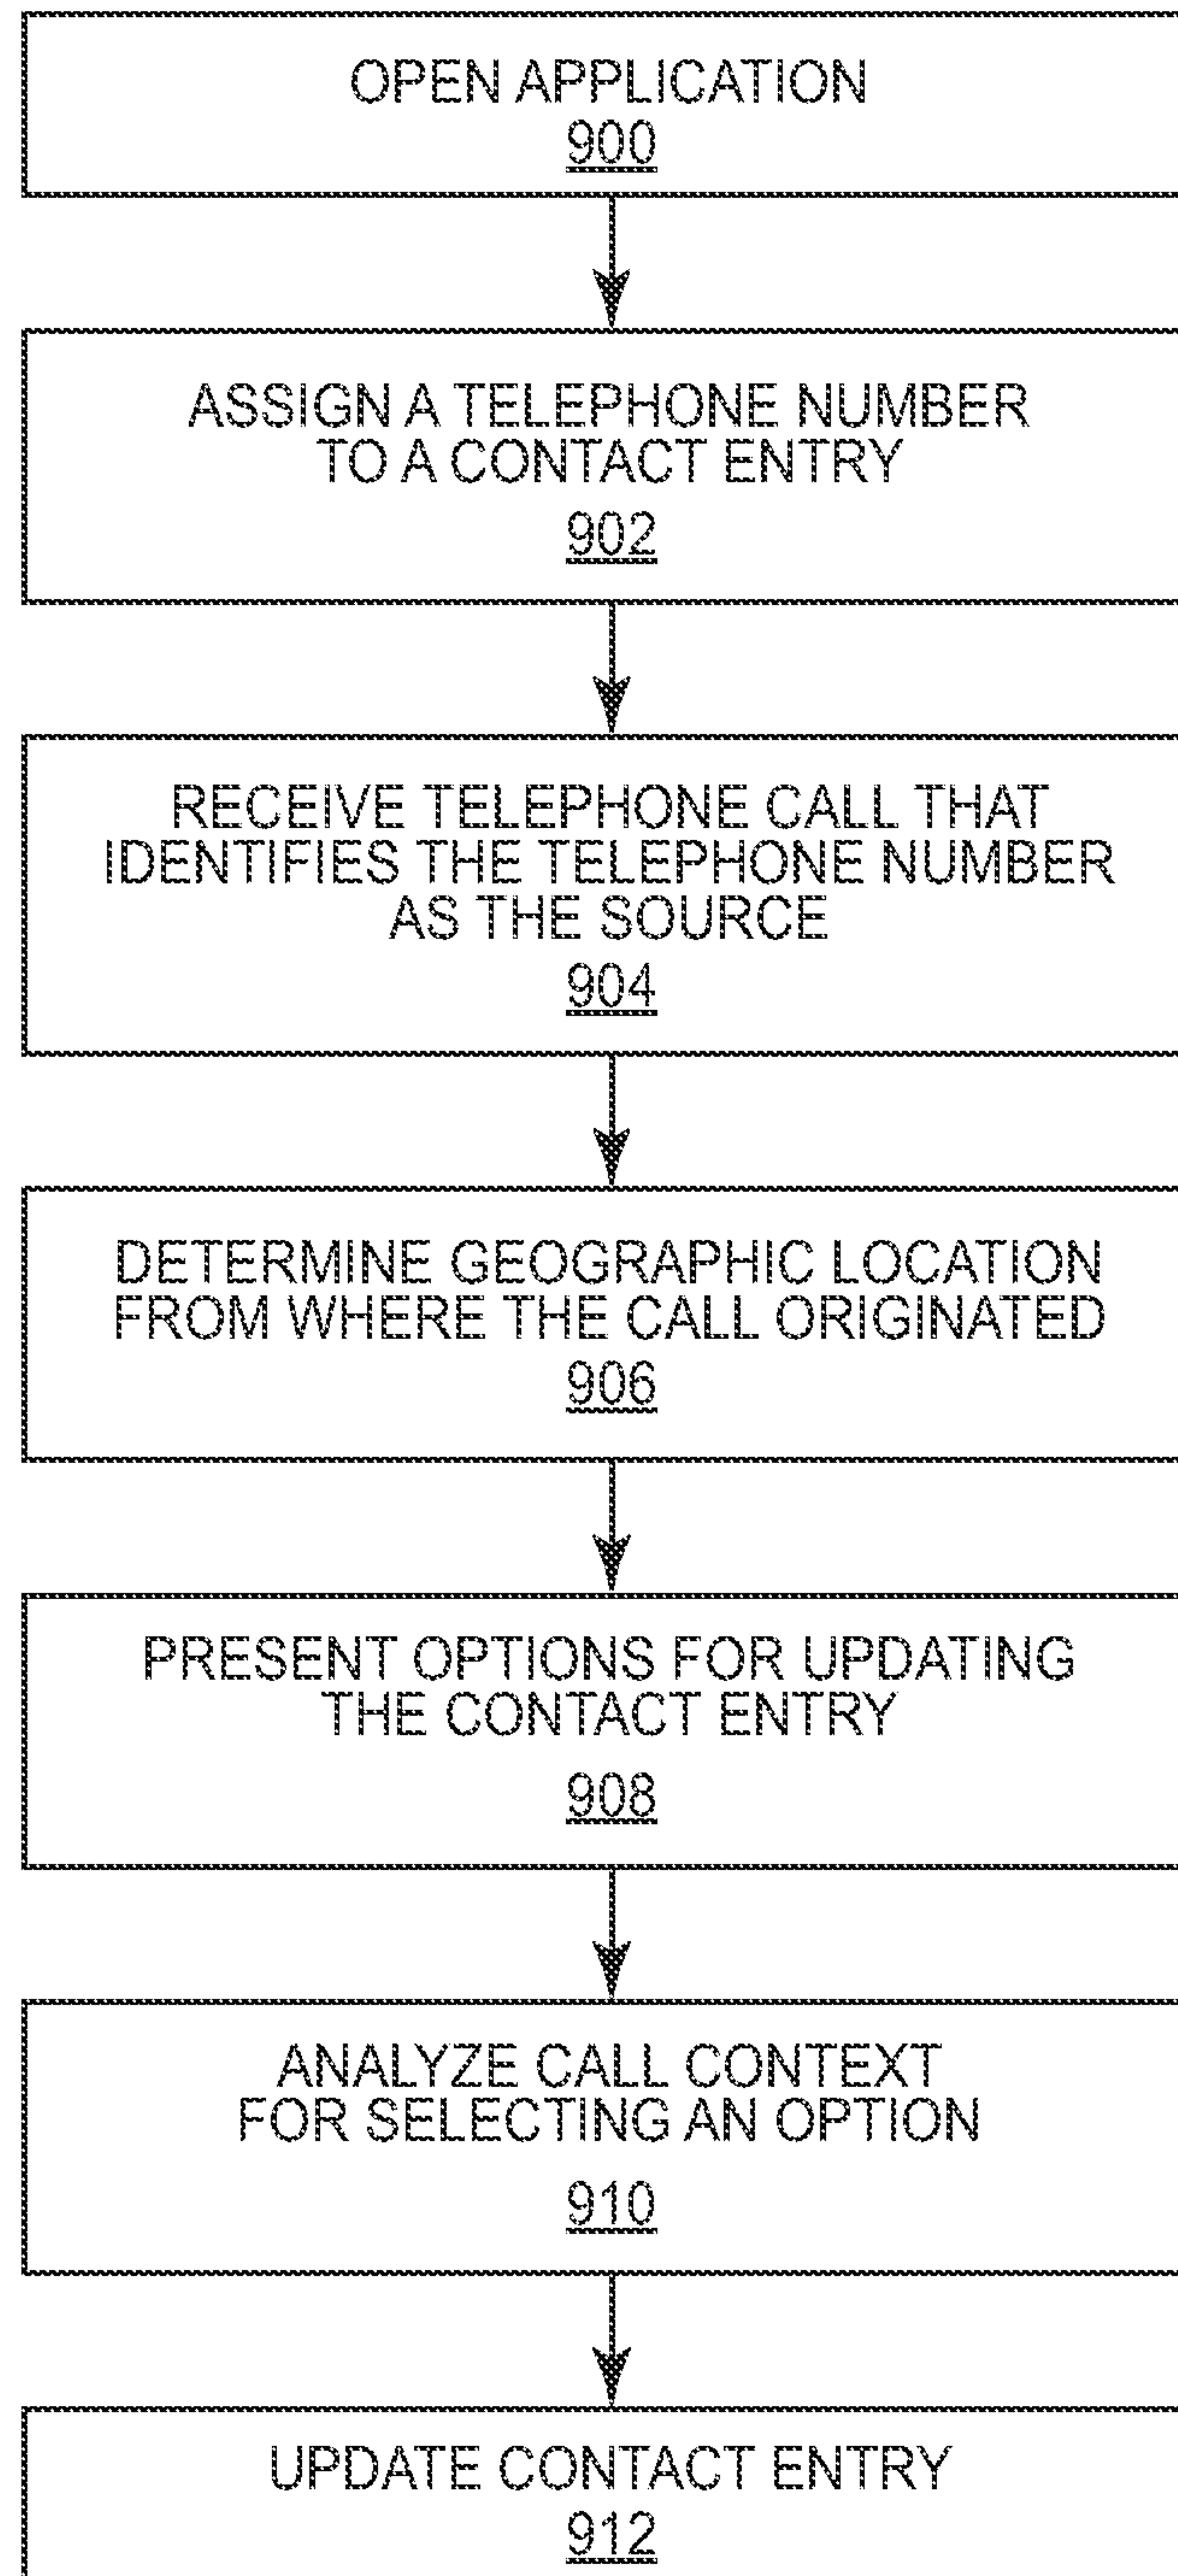 OPEN APPLICATION
900
ASSIGN A TELEPHONE NUMBER
TO A CONTACT ENTRY
902
RECEIVE TELEPHONE CALL THAT
IDENTIFIES THE TELEPHONE NUMBER
AS THE SOURCE
904
DETERMINE GEOGRAPHIC LOCATION
FROM WHERE THE CALL ORIGINATED
906
PRESENT OPTIONS FOR UPDATING
THE CONTACT ENTRY
908
ANALYZE CALL CONTEXT
FOR SELECTING AN OPTION
910
UPDATE CONTACT ENTRY
912